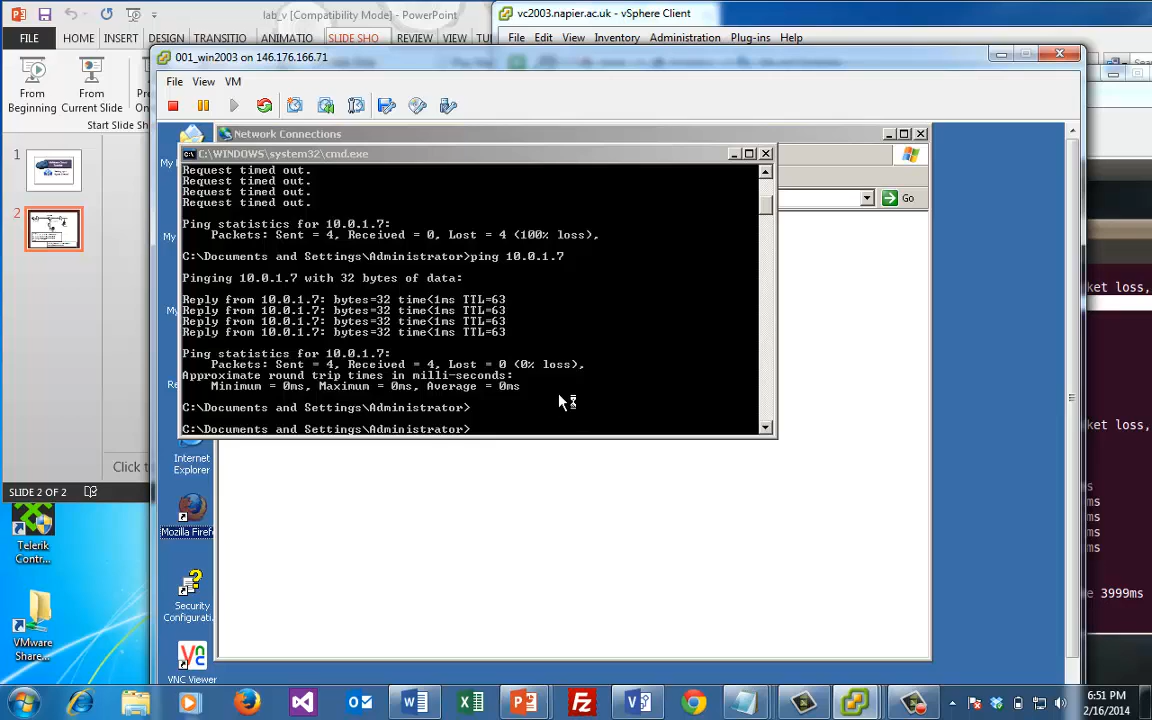 lab_v [Compatibility Mode] - PowerPoint
vc2003.napier.ac.uk - vSphere Client
FILE HOME INSERT DESIGN TRANSITIO ANIMATIO SLIDE SHO REVIEW VIEW
File Edit View Inventory Administration Plug-ins Help
001_win2003 on 146.176.166.71
File View VM
From
Beginning
From
Current Slide
Start Slide Sh
1
2
Network Connections
C:\WINDOWS\system32\cmd.exe
Go
Request timed out.
Request timed out.
Request timed out.
Request timed out.
Ping statistics for 10.0.1.7:
Packets: Sent = 4, Received = 0, Lost = 4 (100% loss),
C:\Documents and Settings\Administrator>ping 10.0.1.7
Pinging 10.0.1.7 with 32 bytes of data:
Reply from 10.0.1.7: bytes=32 time<1ms TTL=63
Reply from 10.0.1.7: bytes=32 time<1ms TTL=63
Reply from 10.0.1.7: bytes=32 time<1ms TTL=63
Reply from 10.0.1.7: bytes=32 time<1ms TTL=63
Ping statistics for 10.0.1.7:
Packets: Sent = 4, Received = 4, Lost = 0 (0% loss),
Approximate round trip times in milli-seconds:
Minimum = 0ms, Maximum = 0ms, Average = 0ms
C:\Documents and Settings\Administrator>
C:\Documents and Settings\Administrator>
ket loss,
ket loss,
ms
ms
ms
ms
e 3999ms
Click t
SLIDE 2 OF 2
Internet
Explorer
Mozilla Firef
Security
Configurati..
VNC Viewer
Telerik
Contr...
VMware
Share...
6:51 PM
2/16/2014